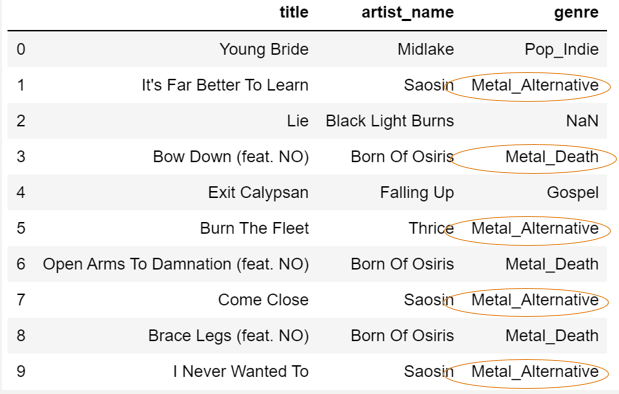 title artist_name genre
0 Young Bride Midlake Pop_Indie
1 It's Far Better To Learn Saosin Metal_Alternative
2 Lie Black Light Burns NaN
3 Bow Down (feat. NO) Born Of Osiris Metal_Death
4 Exit Calypsan Falling Up Gospel
5 Burn The Fleet Thrice Metal_Alternative
6 Open Arms To Damnation (feat. NO) Born Of Osiris Metal_Death
7 Come Close Saosin Metal_Alternative
8 Brace Legs (feat. NO) Born Of Osiris Metal_Death
9 I Never Wanted To Saosin Metal_Alternative